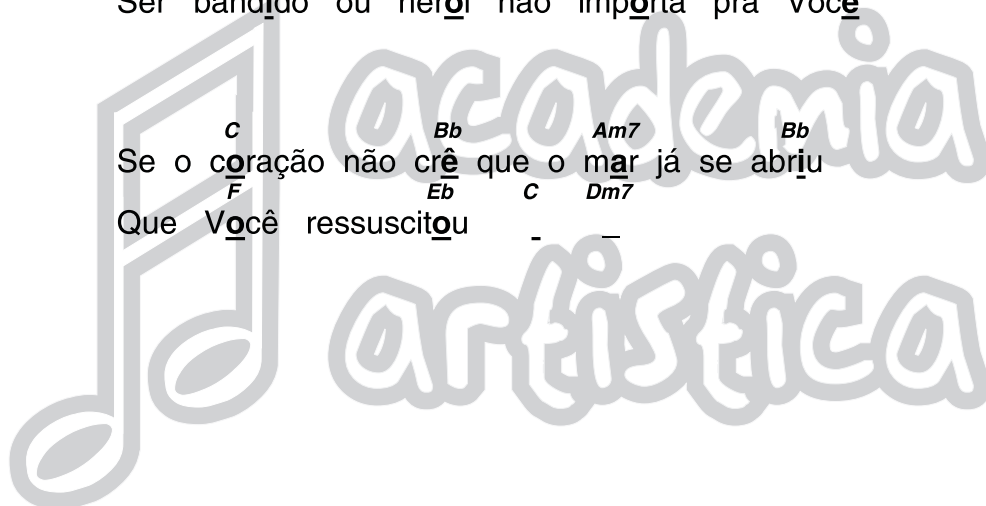 Ser bandido ou herói não importa pra Você
C Bb Am7 Bb
Se o coração não crê que o mar já se abriu
F Eb C Dm7
Que Você ressuscitou - _
academia
artistica